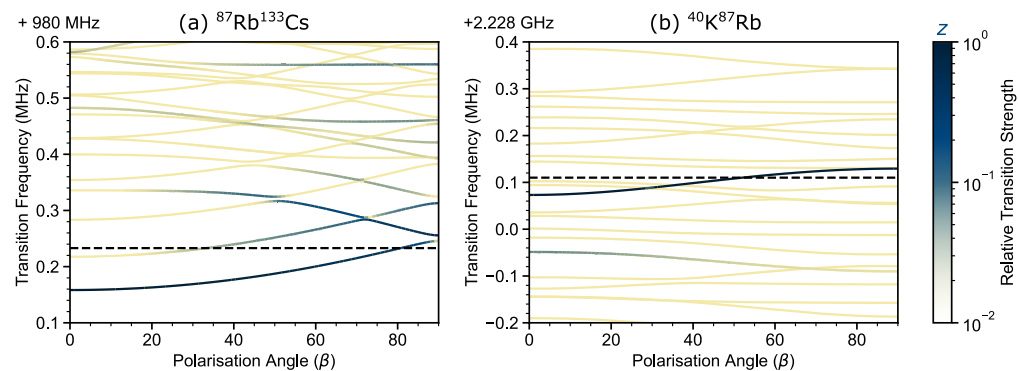 + 980 MHz
(a) ⁸⁷Rb¹³³Cs
Transition Frequency (MHz)
0.6
0.5
0.4
0.3
0.2
0.1
0 20 40 60 80
Polarisation Angle (β)
+2.228 GHz
(b) ⁴⁰K⁸⁷Rb
Transition Frequency (MHz)
0.4
0.3
0.2
0.1
0.0
−0.1
−0.2
0 20 40 60 80
Polarisation Angle (β)
z
10⁰
10⁻¹
10⁻²
Relative Transition Strength